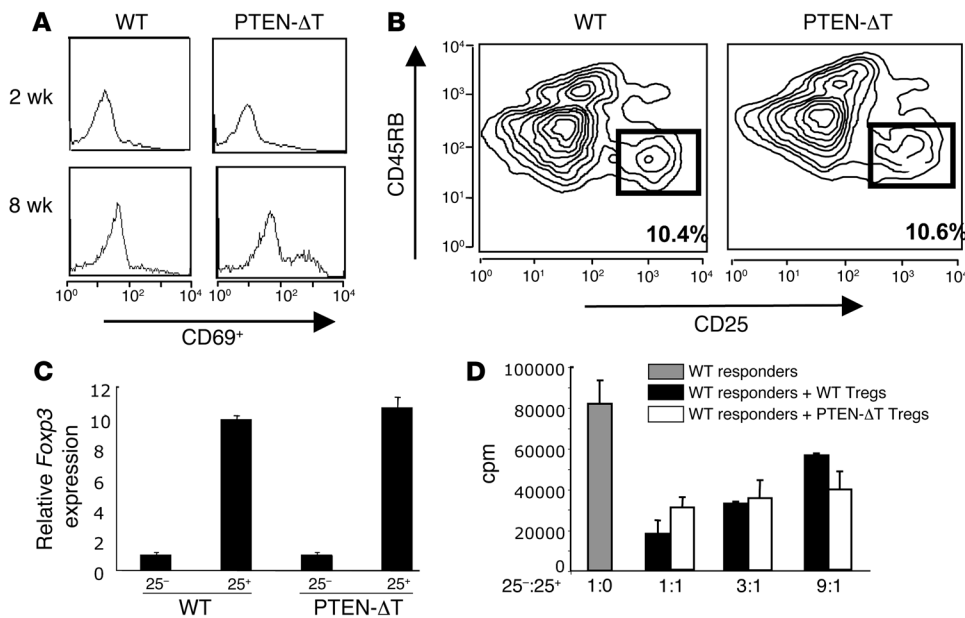 A
WT
PTEN-ΔT
2 wk
8 wk
10⁰ 10² 10⁴ 10⁰ 10² 10⁴
CD69⁺
B
WT
PTEN-ΔT
10⁴
10³
10²
10¹
10⁰
CD45RB
10.4%
10.6%
10⁰ 10¹ 10² 10³ 10⁴ 10⁰ 10¹ 10² 10³ 10⁴
CD25
C
Relative Foxp3
expression
12
10
8
6
4
2
0
25⁻ 25⁺ 25⁻ 25⁺
WT PTEN-ΔT
D
WT responders
WT responders + WT Tregs
WT responders + PTEN-ΔT Tregs
cpm
100000
80000
60000
40000
20000
0
25⁻:25⁺ 1:0 1:1 3:1 9:1